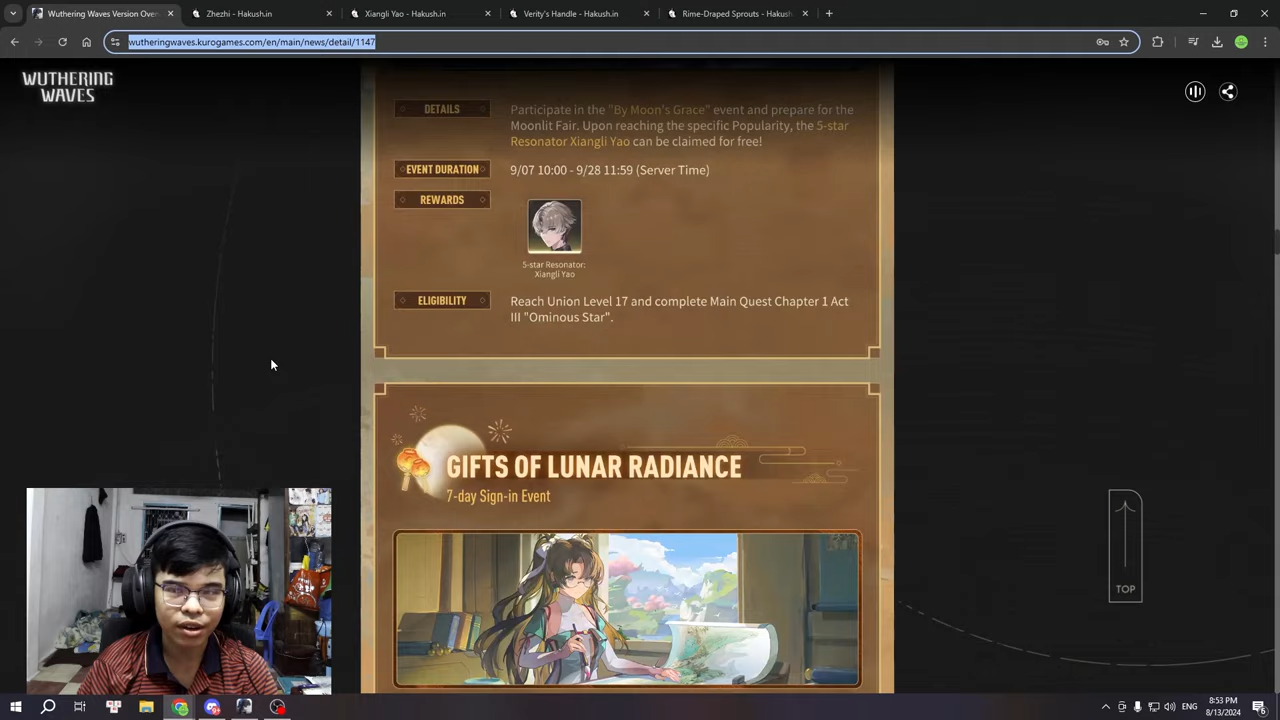 Wuthering Waves Version Over
Zhezhi - Hakush.in
Xiangli Yao - Hakush.in
Verity's Handle - Hakush.in
Rime-Draped Sprouts - Hakush
wutheringwaves.kurogames.com/en/main/news/detail/1147
WUTHERING
WAVES
DETAILS
Participate in the "By Moon's Grace" event and prepare for the
Moonlit Fair. Upon reaching the specific Popularity, the 5-star
Resonator Xiangli Yao can be claimed for free!
EVENT DURATION
9/07 10:00 - 9/28 11:59 (Server Time)
REWARDS
5-star Resonator:
Xiangli Yao
ELIGIBILITY
Reach Union Level 17 and complete Main Quest Chapter 1 Act
III "Ominous Star".
GIFTS OF LUNAR RADIANCE
7-day Sign-in Event
TOP
ENG
8:53 PM
8/13/2024